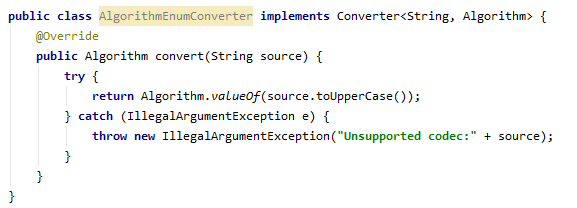 public class AlgorithmEnumConverter implements Converter<String, Algorithm> {
    @Override
    public Algorithm convert(String source) {
        try {
            return Algorithm.valueOf(source.toUpperCase());
        } catch (IllegalArgumentException e) {
            throw new IllegalArgumentException("Unsupported codec:" + source);
        }
    }
}